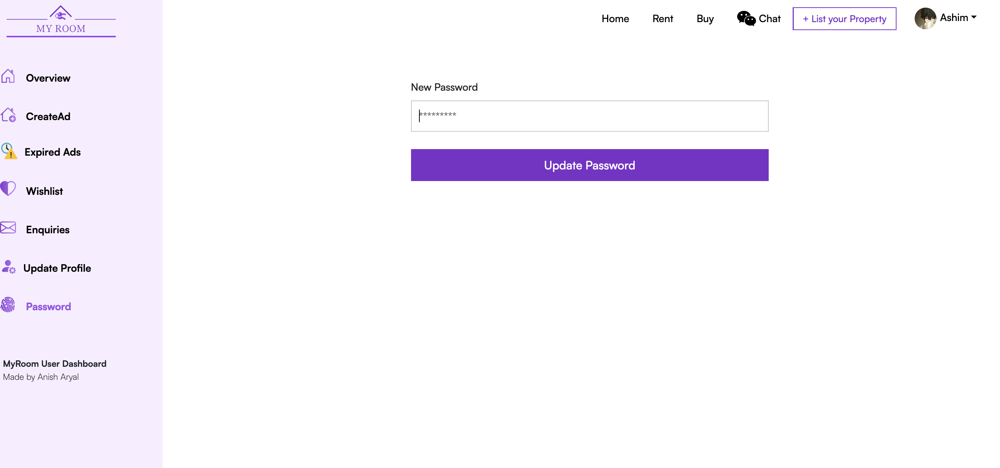 MY ROOM
Home
Rent
Buy
Chat
+ List your Property
Ashim
Overview
CreateAd
Expired Ads
Wishlist
Enquiries
Update Profile
Password
MyRoom User Dashboard
Made by Anish Aryal
New Password
*********
Update Password